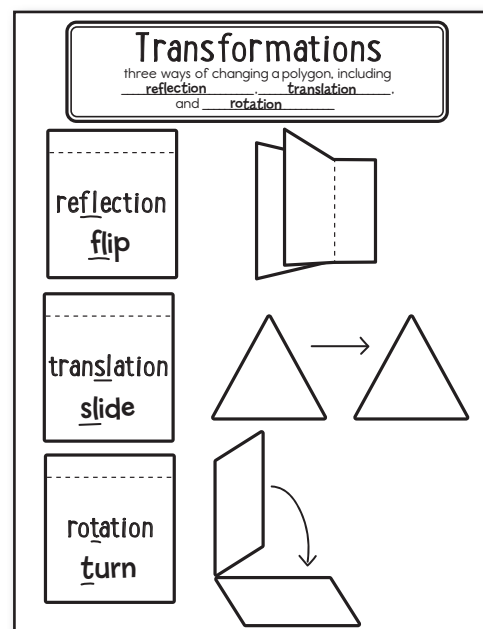 Transformations
three ways of changing a polygon, including
reflection, translation,
and rotation
reflection
flip
translation
slide
rotation
turn